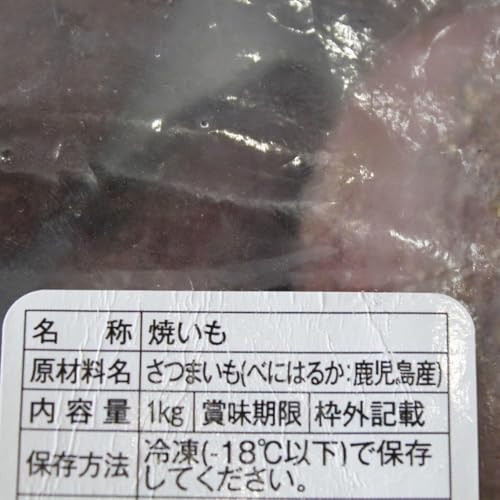 名称 焼いも
原材料名 さつまいも(べにはるか:鹿児島産)
内容量 1kg 賞味期限 枠外記載
保存方法 冷凍(-18℃以下)で保存
してください。